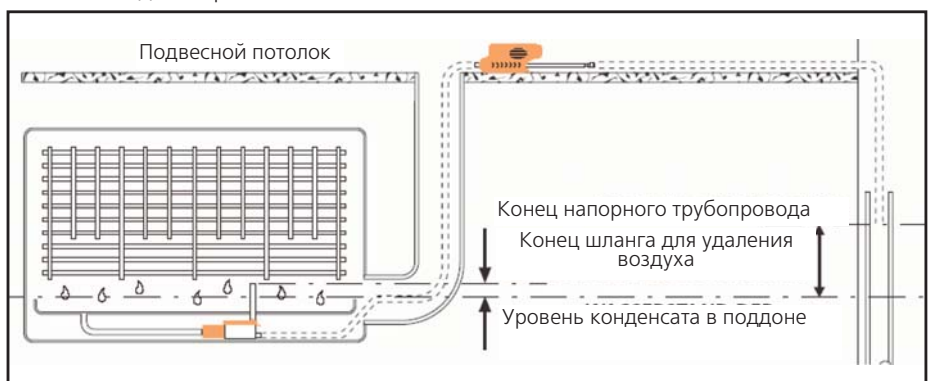 Подвесной потолок
Конец напорного трубопровода
Конец шланга для удаления
воздуха
Уровень конденсата в поддоне